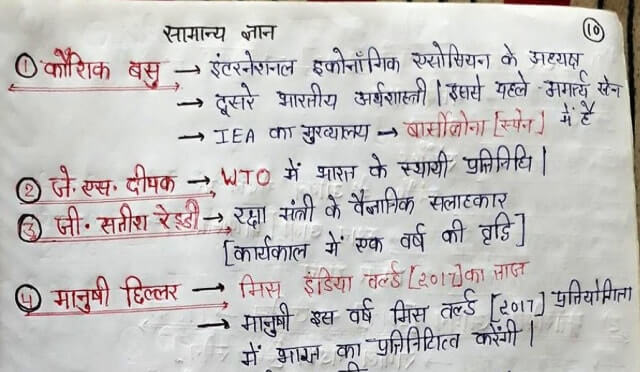 सामान्य ज्ञान
10
① कौशिक बसु → इंटरनेशनल इकोनॉमिक एसोसियन के अध्यक्ष
→ दूसरे भारतीय अर्थशास्त्री | इससे पहले अमर्त्य सेन में है
→ IEA का मुख्यालय → बार्सीलोना [स्पेन]
② जे. एस. दीपक → WTO में भारत के स्थायी प्रतिनिधि |
③ जी. सतीश रेड्डी → रक्षा मंत्री के वैज्ञानिक सलाहकार
[कार्यकाल में एक वर्ष की वृद्धि]
④ मानुषी छिल्लर → मिस इंडिया वर्ल्ड [2017] का ताज
→ मानुषी इस वर्ष मिस वर्ल्ड [2017] प्रतियोगिता
में भारत का प्रतिनिधित्व करेंगी |